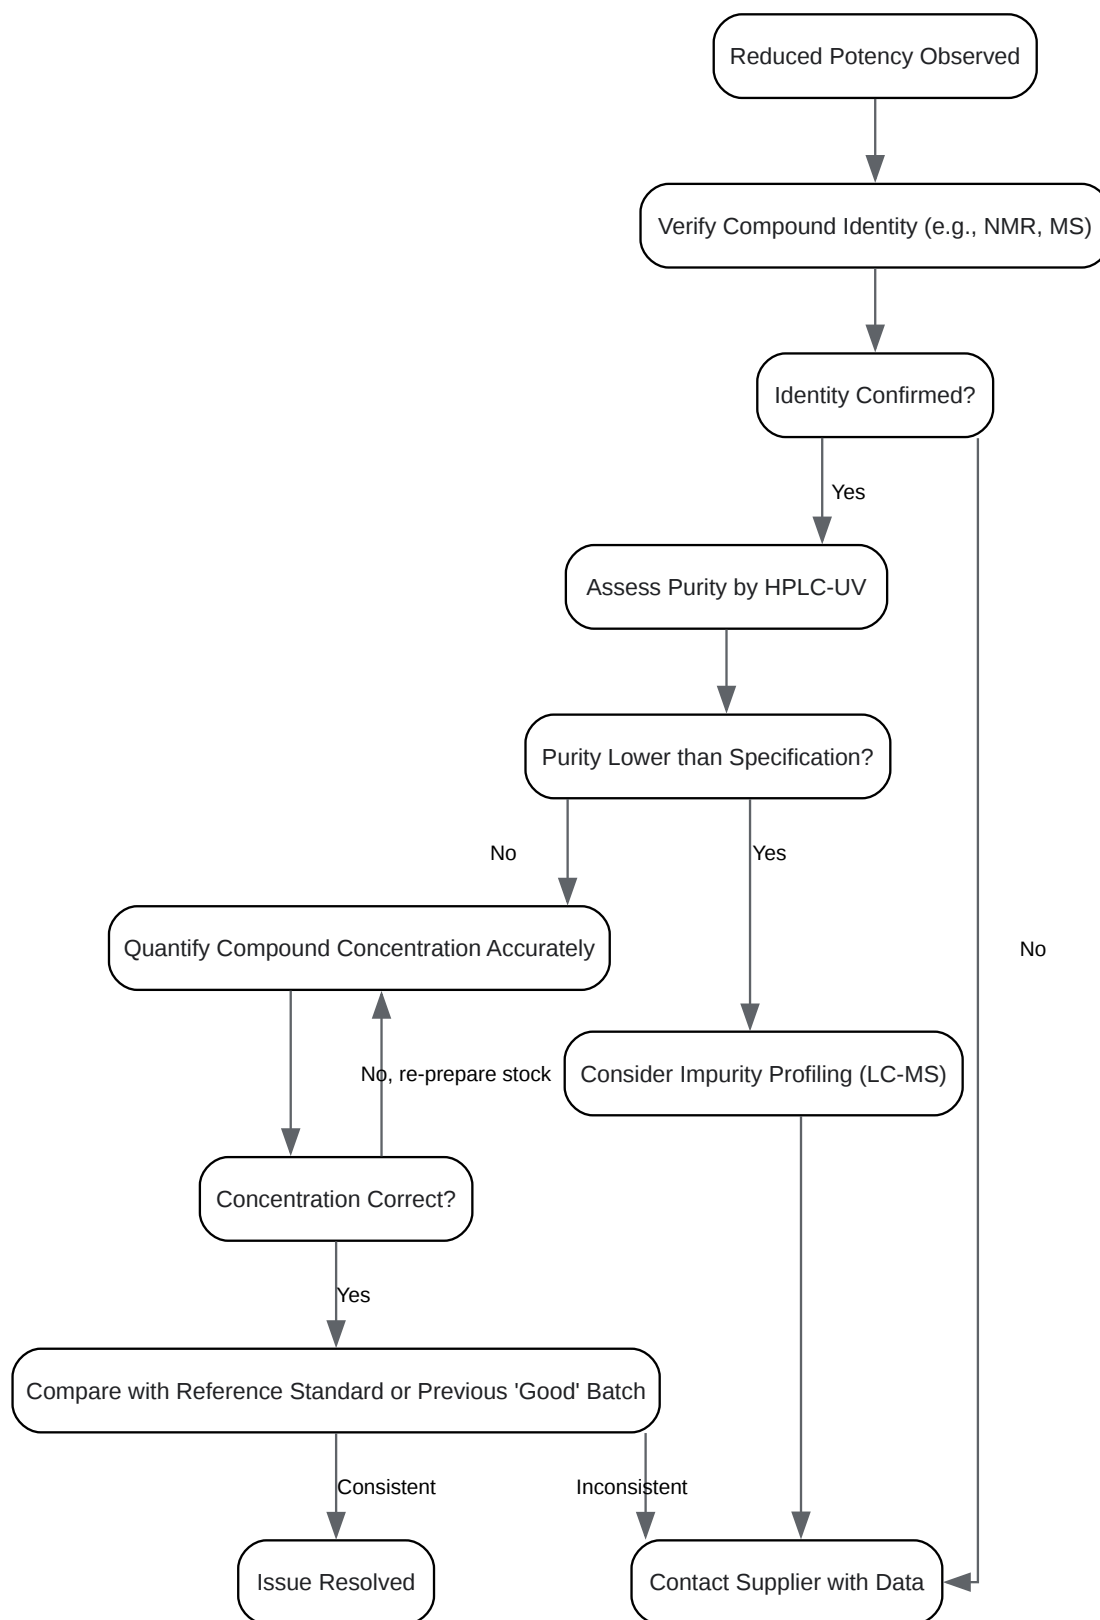 Reduced Potency Observed
Verify Compound Identity (e.g., NMR, MS)
Identity Confirmed?
Yes
Assess Purity by HPLC-UV
Purity Lower than Specification?
No
Yes
Quantify Compound Concentration Accurately
No
No, re-prepare stock
Consider Impurity Profiling (LC-MS)
Concentration Correct?
Yes
Compare with Reference Standard or Previous 'Good' Batch
Consistent
Inconsistent
Issue Resolved
Contact Supplier with Data